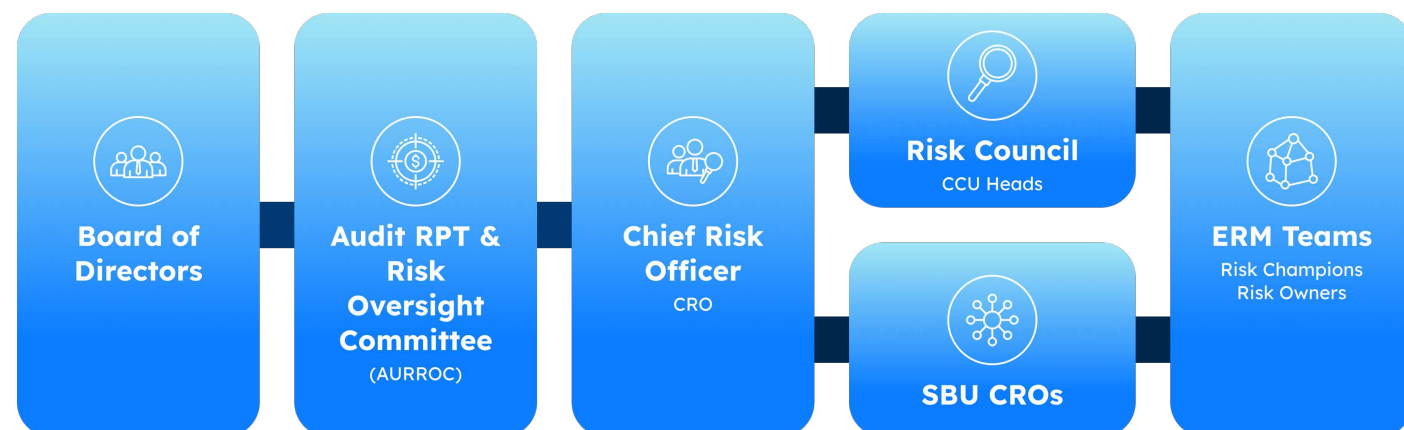 Board of
Directors
Audit RPT &
Risk
Oversight
Committee
(AURROC)
Chief Risk
Officer
CRO
$
Risk Council
CCU Heads
SBU CROs
ERM Teams
Risk Champions
Risk Owners